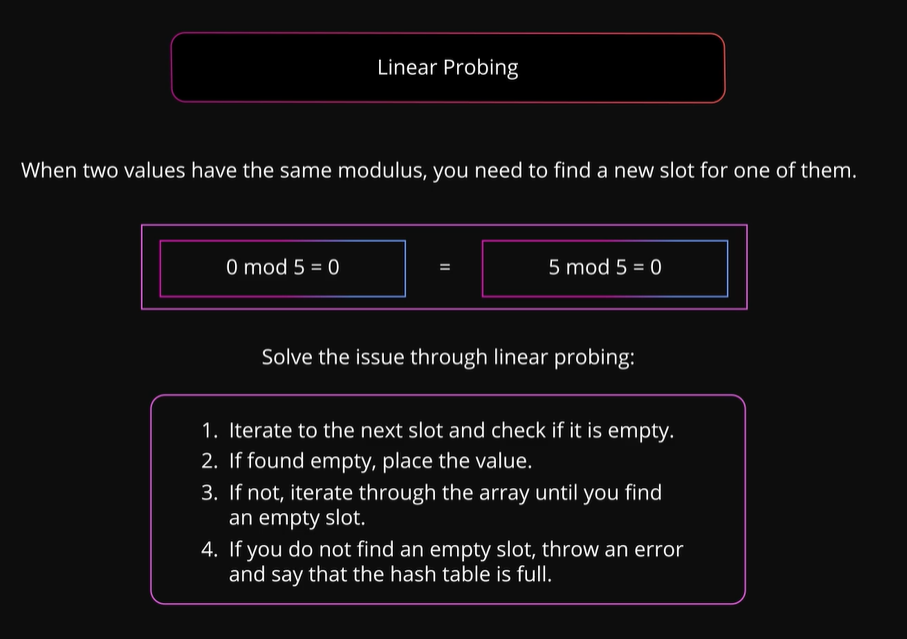 Linear Probing
When two values have the same modulus, you need to find a new slot for one of them.
0 mod 5 = 0 = 5 mod 5 = 0
Solve the issue through linear probing:
1. Iterate to the next slot and check if it is empty.
2. If found empty, place the value.
3. If not, iterate through the array until you find
an empty slot.
4. If you do not find an empty slot, throw an error
and say that the hash table is full.